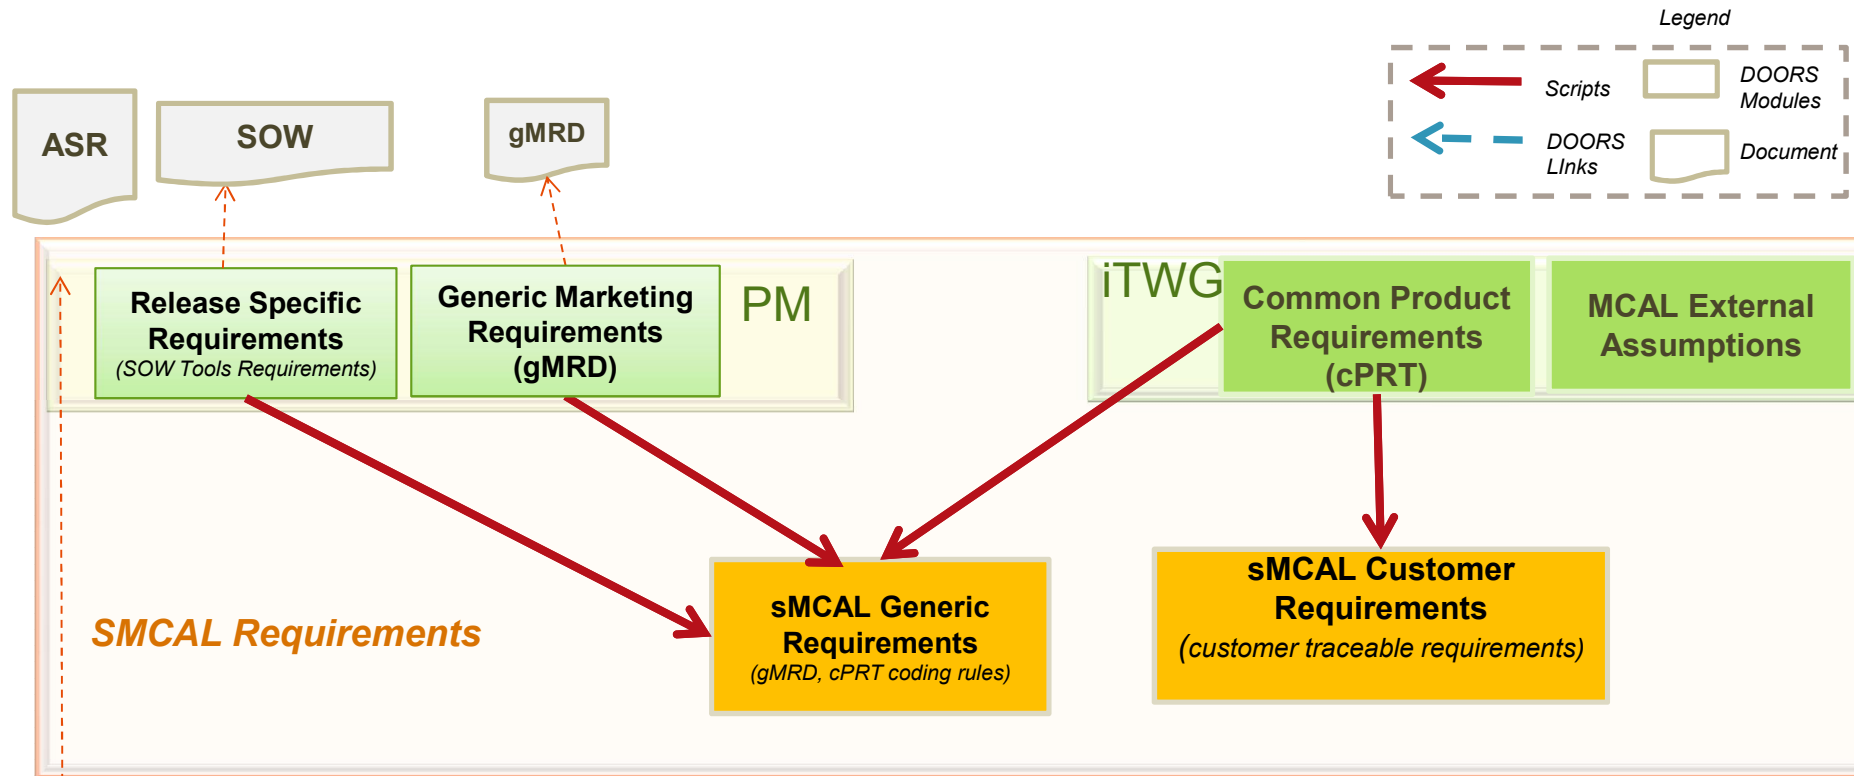 Legend
Scripts
DOORS
Modules
DOORS
LInks
Document
ASR
SOW
gMRD
Release Specific
Requirements
(SOW Tools Requirements)
Generic Marketing
Requirements
(gMRD)
PM
iTWG
Common Product
Requirements
(cPRT)
MCAL External
Assumptions
SMCAL Requirements
sMCAL Generic
Requirements
(gMRD, cPRT coding rules)
sMCAL Customer
Requirements
(customer traceable requirements)